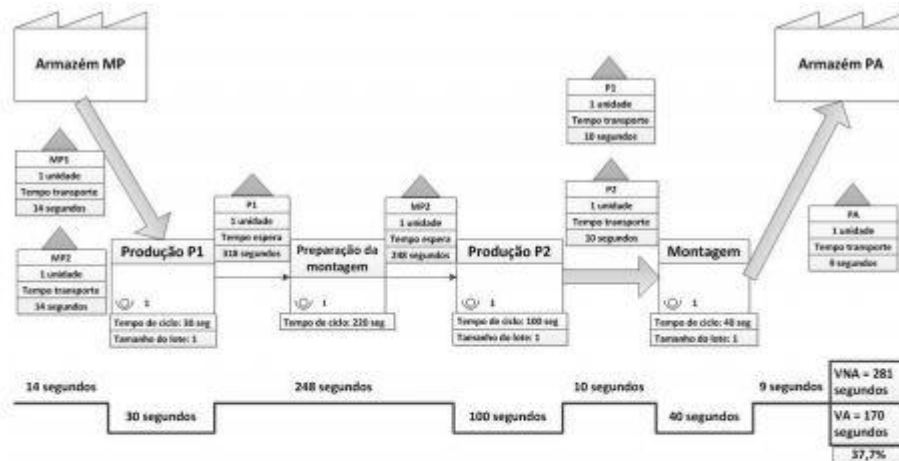 Armazém MP
Armazém PA
MP1
1 unidade
Tempo transporte
14 segundos
MP2
1 unidade
Tempo transporte
14 segundos
Produção P1
1
Tempo de ciclo: 30 seg
Tamanho do lote: 1
P1
1 unidade
Tempo espera
318 segundos
Preparação da
montagem
1
Tempo de ciclo: 220 seg
MP2
1 unidade
Tempo espera
248 segundos
Produção P2
1
Tempo de ciclo: 100 seg
Tamanho do lote: 1
P1
1 unidade
Tempo transporte
10 segundos
P2
1 unidade
Tempo transporte
10 segundos
Montagem
1
Tempo de ciclo: 40 seg
Tamanho do lote: 1
PA
1 unidade
Tempo transporte
9 segundos
14 segundos
30 segundos
248 segundos
100 segundos
10 segundos
40 segundos
9 segundos
VNA = 281
segundos
VA = 170
segundos
37,7%